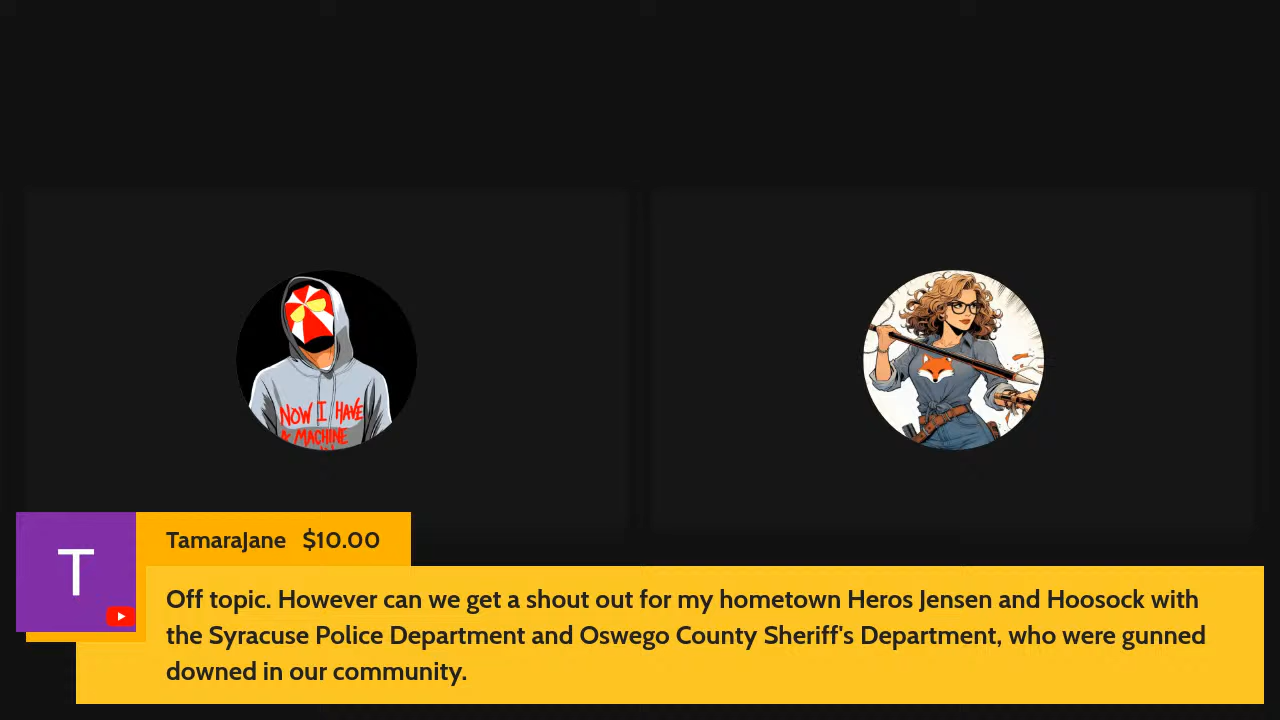 NOW I HAVE
A MACHINE
T
TamaraJane $10.00
Off topic. However can we get a shout out for my hometown Heros Jensen and Hoosock with
the Syracuse Police Department and Oswego County Sheriff's Department, who were gunned
downed in our community.